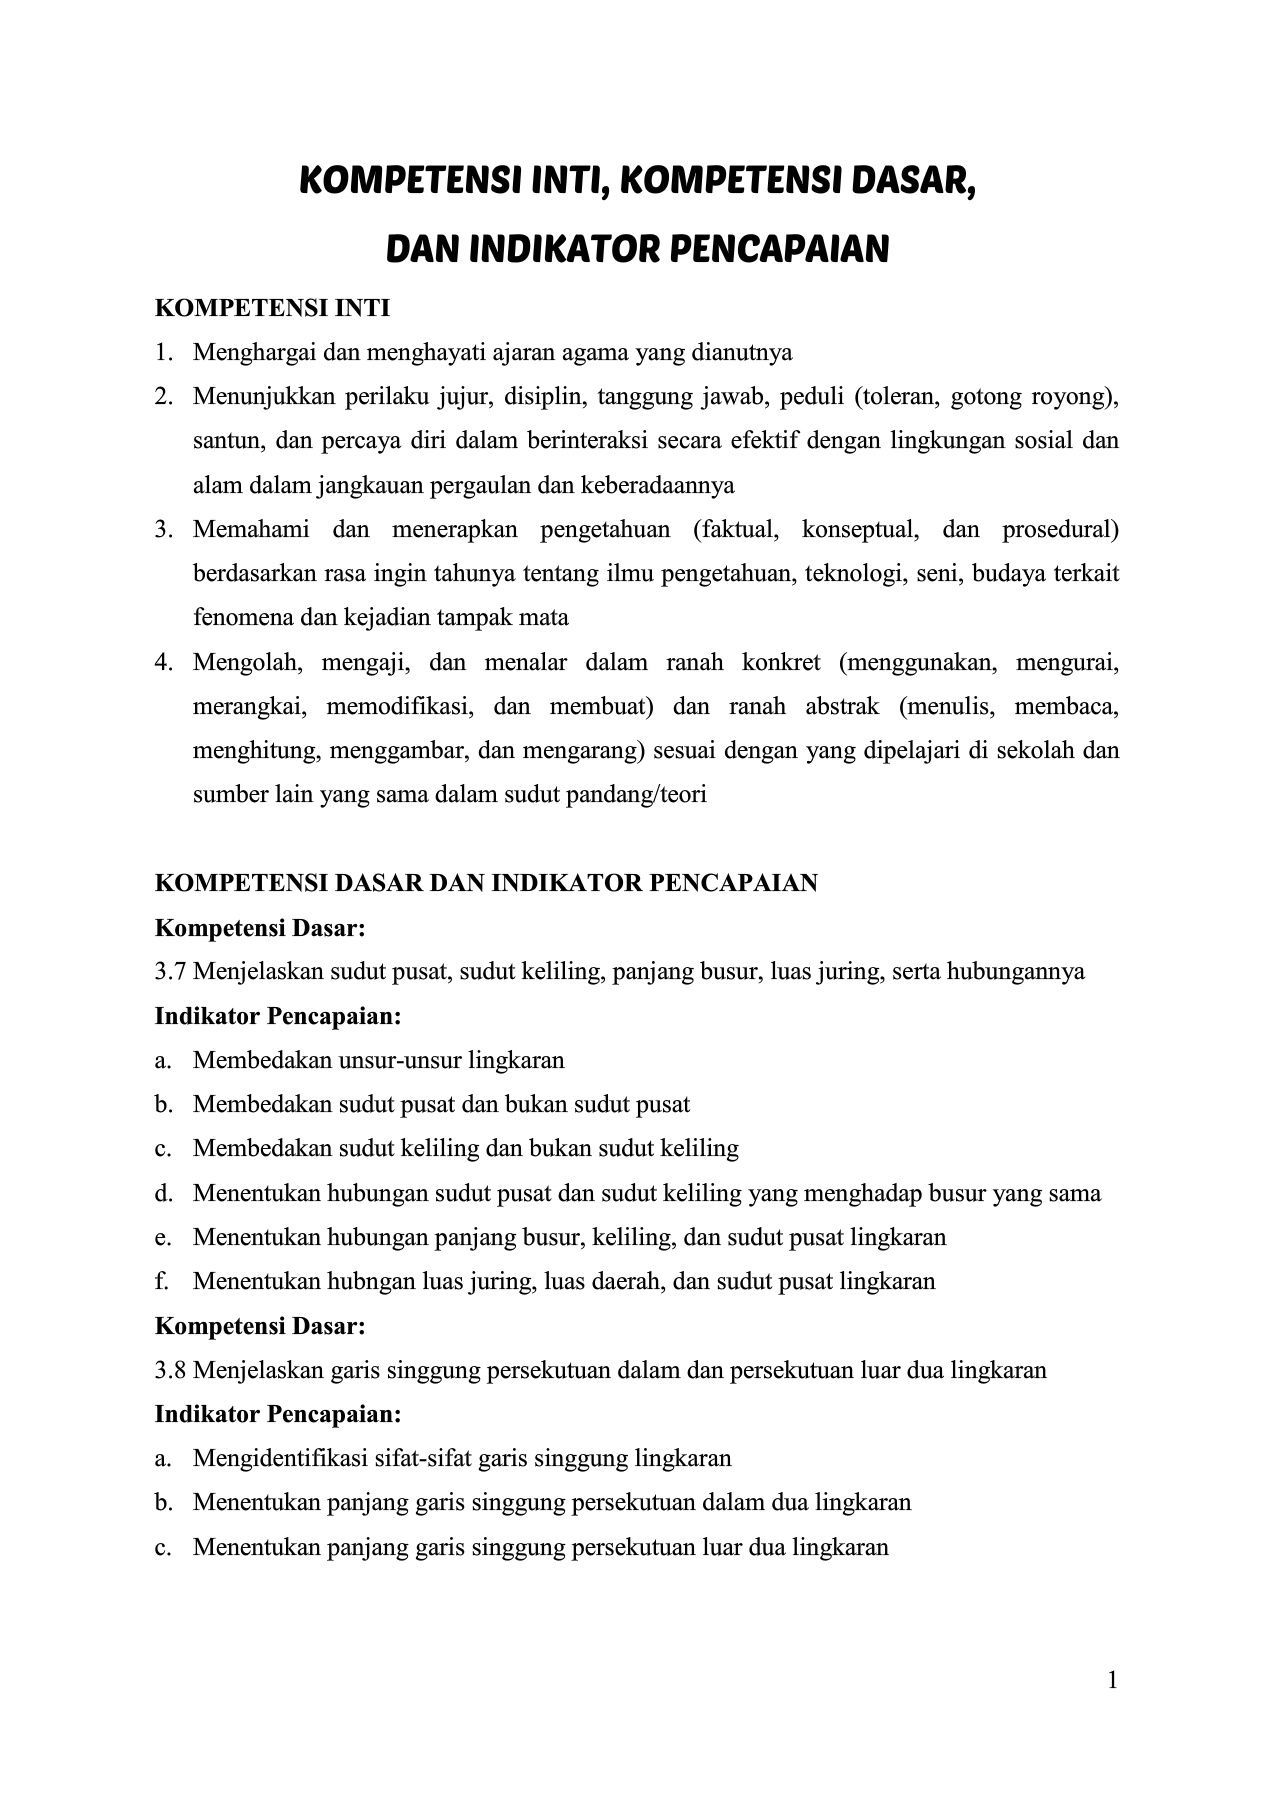 KOMPETENSI INTI, KOMPETENSI DASAR,
DAN INDIKATOR PENCAPAIAN
KOMPETENSI INTI
1. Menghargai dan menghayati ajaran agama yang dianutnya
2. Menunjukkan perilaku jujur, disiplin, tanggung jawab, peduli (toleran, gotong royong),
santun, dan percaya diri dalam berinteraksi secara efektif dengan lingkungan sosial dan
alam dalam jangkauan pergaulan dan keberadaannya
3. Memahami dan menerapkan pengetahuan (faktual, konseptual, dan prosedural)
berdasarkan rasa ingin tahunya tentang ilmu pengetahuan, teknologi, seni, budaya terkait
fenomena dan kejadian tampak mata
4. Mengolah, mengaji, dan menalar dalam ranah konkret (menggunakan, mengurai,
merangkai, memodifikasi, dan membuat) dan ranah abstrak (menulis, membaca,
menghitung, menggambar, dan mengarang) sesuai dengan yang dipelajari di sekolah dan
sumber lain yang sama dalam sudut pandang/teori
KOMPETENSI DASAR DAN INDIKATOR PENCAPAIAN
Kompetensi Dasar:
3.7 Menjelaskan sudut pusat, sudut keliling, panjang busur, luas juring, serta hubungannya
Indikator Pencapaian:
a. Membedakan unsur-unsur lingkaran
b. Membedakan sudut pusat dan bukan sudut pusat
c. Membedakan sudut keliling dan bukan sudut keliling
d. Menentukan hubungan sudut pusat dan sudut keliling yang menghadap busur yang sama
e. Menentukan hubungan panjang busur, keliling, dan sudut pusat lingkaran
f. Menentukan hubngan luas juring, luas daerah, dan sudut pusat lingkaran
Kompetensi Dasar:
3.8 Menjelaskan garis singgung persekutuan dalam dan persekutuan luar dua lingkaran
Indikator Pencapaian:
a. Mengidentifikasi sifat-sifat garis singgung lingkaran
b. Menentukan panjang garis singgung persekutuan dalam dua lingkaran
c. Menentukan panjang garis singgung persekutuan luar dua lingkaran
1